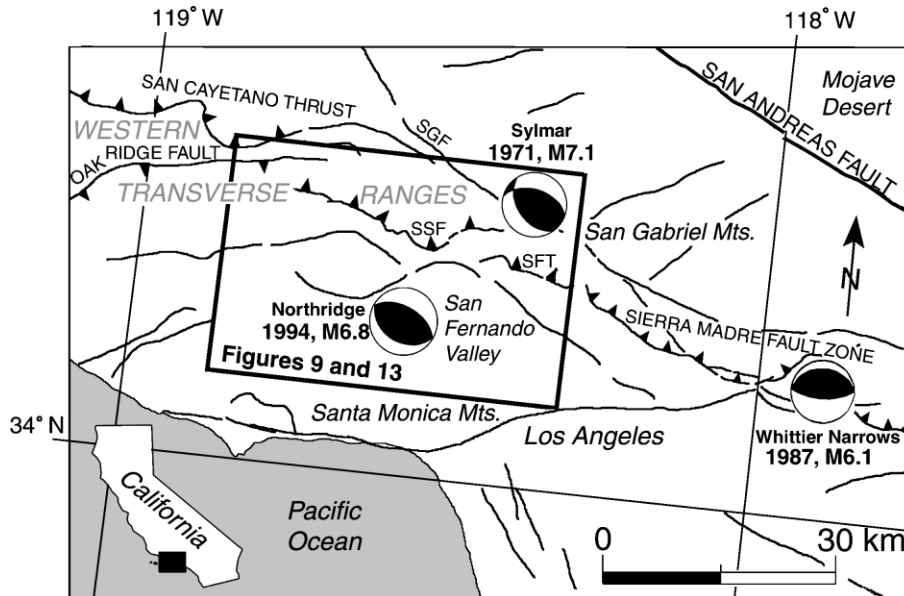 119° W
118° W
SAN CAYETANO THRUST
SAN ANDREAS FAULT
Mojave
Desert
WESTERN
SGF
Sylmar
1971, M7.1
OAK RIDGE FAULT
TRANSVERSE RANGES
SSF
San Gabriel Mts.
SFT
N
Northridge
1994, M6.8
San
Fernando
Valley
SIERRA MADRE FAULT ZONE
Figures 9 and 13
34° N
Santa Monica Mts.
Los Angeles
Whittier Narrows
1987, M6.1
California
Pacific
Ocean
0 30 km